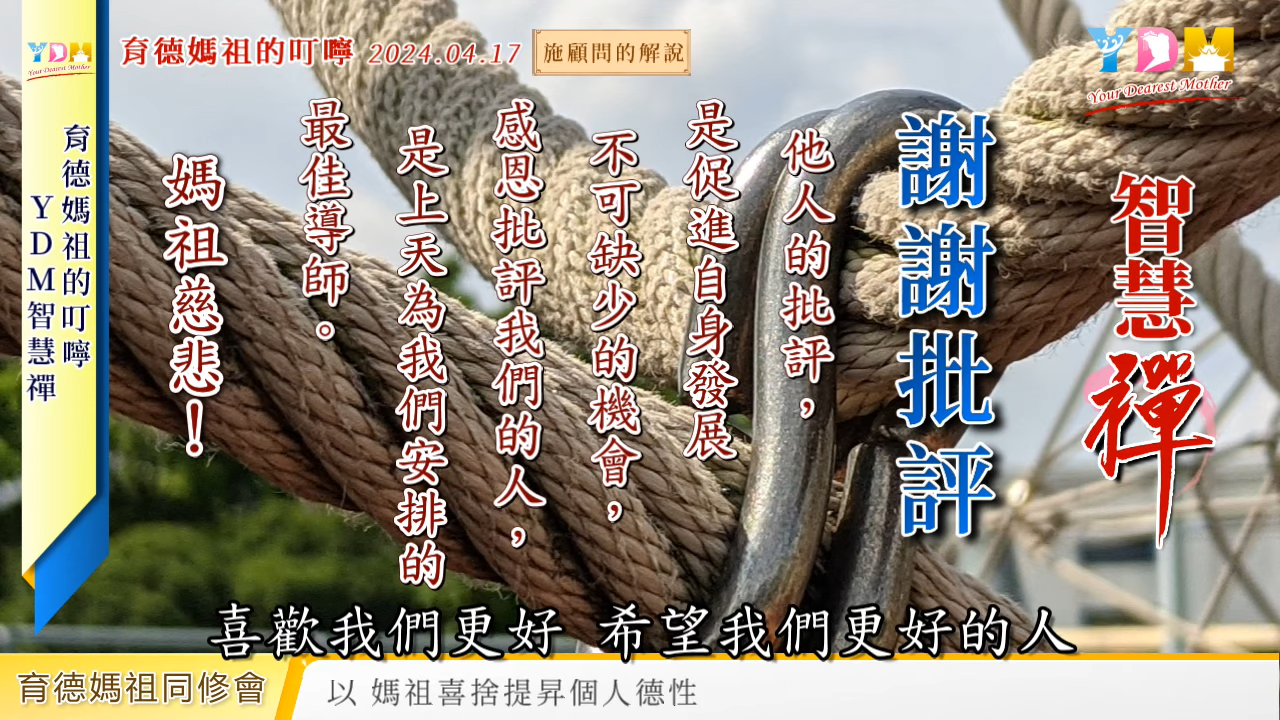 YDM
Your Dearest Mother
育德媽祖的叮嚀
YDM智慧禪
育德媽祖的叮嚀 2024.04.17 施顧問的解說
YDM
Your Dearest Mother
智慧禪
謝謝批評
他人的批評，
是促進自身發展
不可缺少的機會，
感恩批評我們的人，
是上天為我們安排的
最佳導師。
媽祖慈悲！
喜歡我們更好 希望我們更好的人
育德媽祖同修會
以 媽祖喜捨提昇個人德性